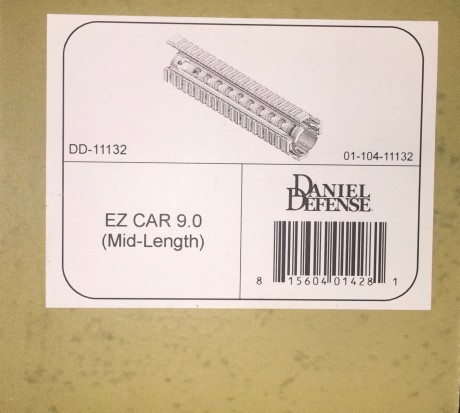 DD-11132
01-104-11132
EZ CAR 9.0
(Mid-Length)
DANIEL
DEFENSE
8 15604 01428 1